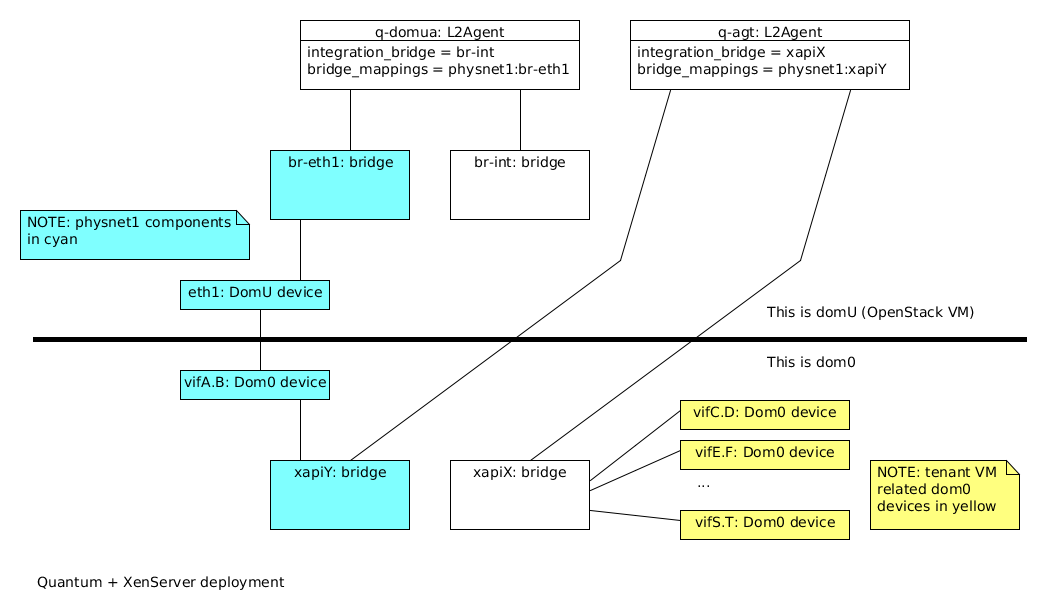 q-domua: L2Agent
integration_bridge = br-int
bridge_mappings = physnet1:br-eth1
q-agt: L2Agent
integration_bridge = xapiX
bridge_mappings = physnet1:xapiY
br-eth1: bridge
br-int: bridge
NOTE: physnet1 components
in cyan
eth1: DomU device
This is domU (OpenStack VM)
This is dom0
vifA.B: Dom0 device
vifC.D: Dom0 device
vifE.F: Dom0 device
...
vifS.T: Dom0 device
xapiY: bridge
xapiX: bridge
NOTE: tenant VM
related dom0
devices in yellow
Quantum + XenServer deployment